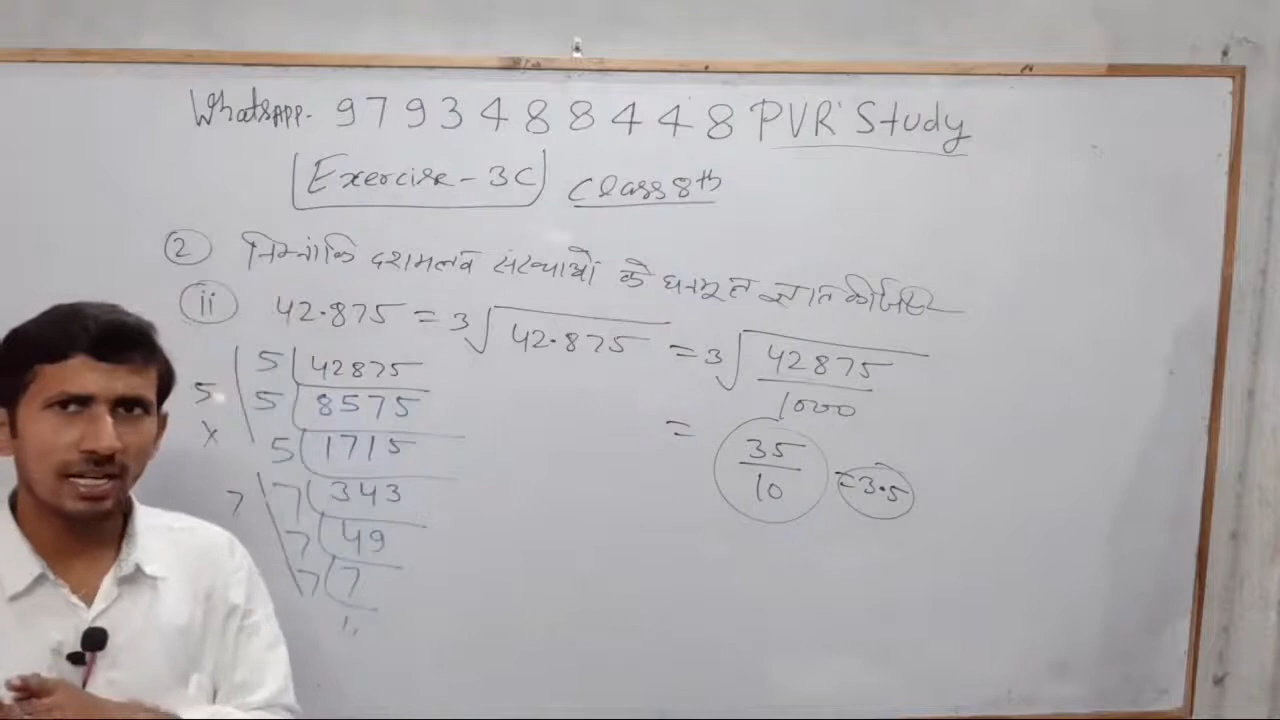 Whatsapp. 9793488448 PVR Study
Exercise-3C Class 8th
2 निम्नांकि दशमलव संख्याओं के घनमूल ज्ञात कीजिए
ii 42.875 = 3√42.875 = 3√42875/1000
= 35/10 = 3.5
5 | 42875
5 | 8575
5 | 1715
7 | 343
7 | 49
7 | 7
1
5
×
7